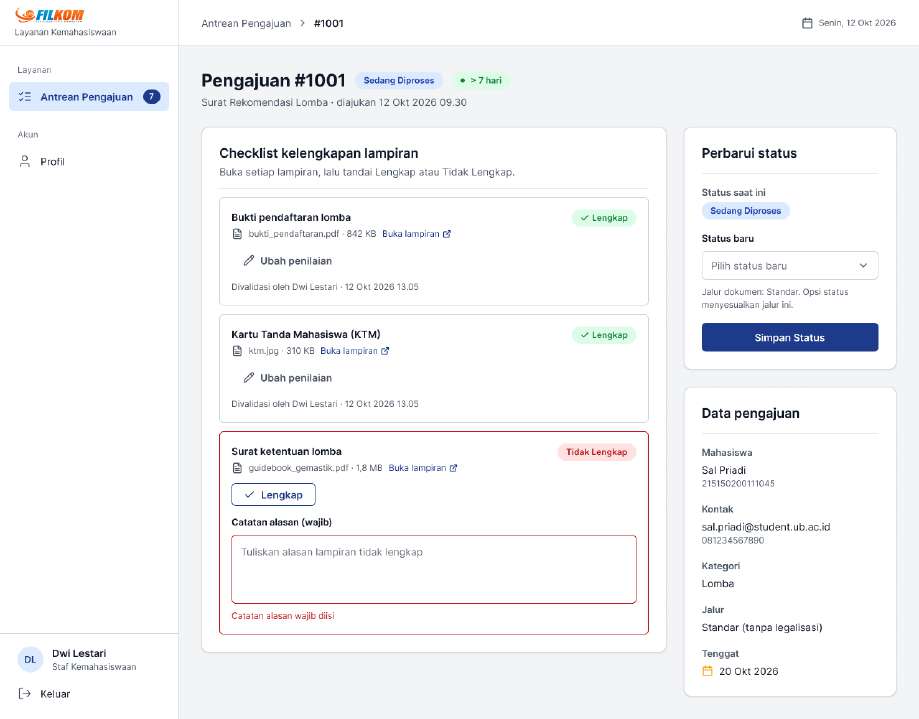 FILKOM
Layanan Kemahasiswaan
Layanan
Antrean Pengajuan 7
Akun
Profil
Dwi Lestari
DL
Staf Kemahasiswaan
Keluar
Antrean Pengajuan > #1001
Senin, 12 Okt 2026
Pengajuan #1001 Sedang Diproses • > 7 hari
Surat Rekomendasi Lomba · diajukan 12 Okt 2026 09.30
Checklist kelengkapan lampiran
Buka setiap lampiran, lalu tandai Lengkap atau Tidak Lengkap.
Bukti pendaftaran lomba
Lengkap
bukti_pendaftaran.pdf · 842 KB Buka lampiran
Ubah penilaian
Divalidasi oleh Dwi Lestari · 12 Okt 2026 13.05
Kartu Tanda Mahasiswa (KTM)
Lengkap
ktm.jpg · 310 KB Buka lampiran
Ubah penilaian
Divalidasi oleh Dwi Lestari · 12 Okt 2026 13.05
Surat ketentuan lomba
Tidak Lengkap
guidebook_gemastik.pdf · 1,8 MB Buka lampiran
Lengkap
Catatan alasan (wajib)
Tuliskan alasan lampiran tidak lengkap
Catatan alasan wajib diisi
Perbarui status
Status saat ini
Sedang Diproses
Status baru
Pilih status baru
Jalur dokumen: Standar. Opsi status
menyesuaikan jalur ini.
Simpan Status
Data pengajuan
Mahasiswa
Sal Priadi
215150200111045
Kontak
sal.priadi@student.ub.ac.id
081234567890
Kategori
Lomba
Jalur
Standar (tanpa legalisasi)
Tenggat
20 Okt 2026